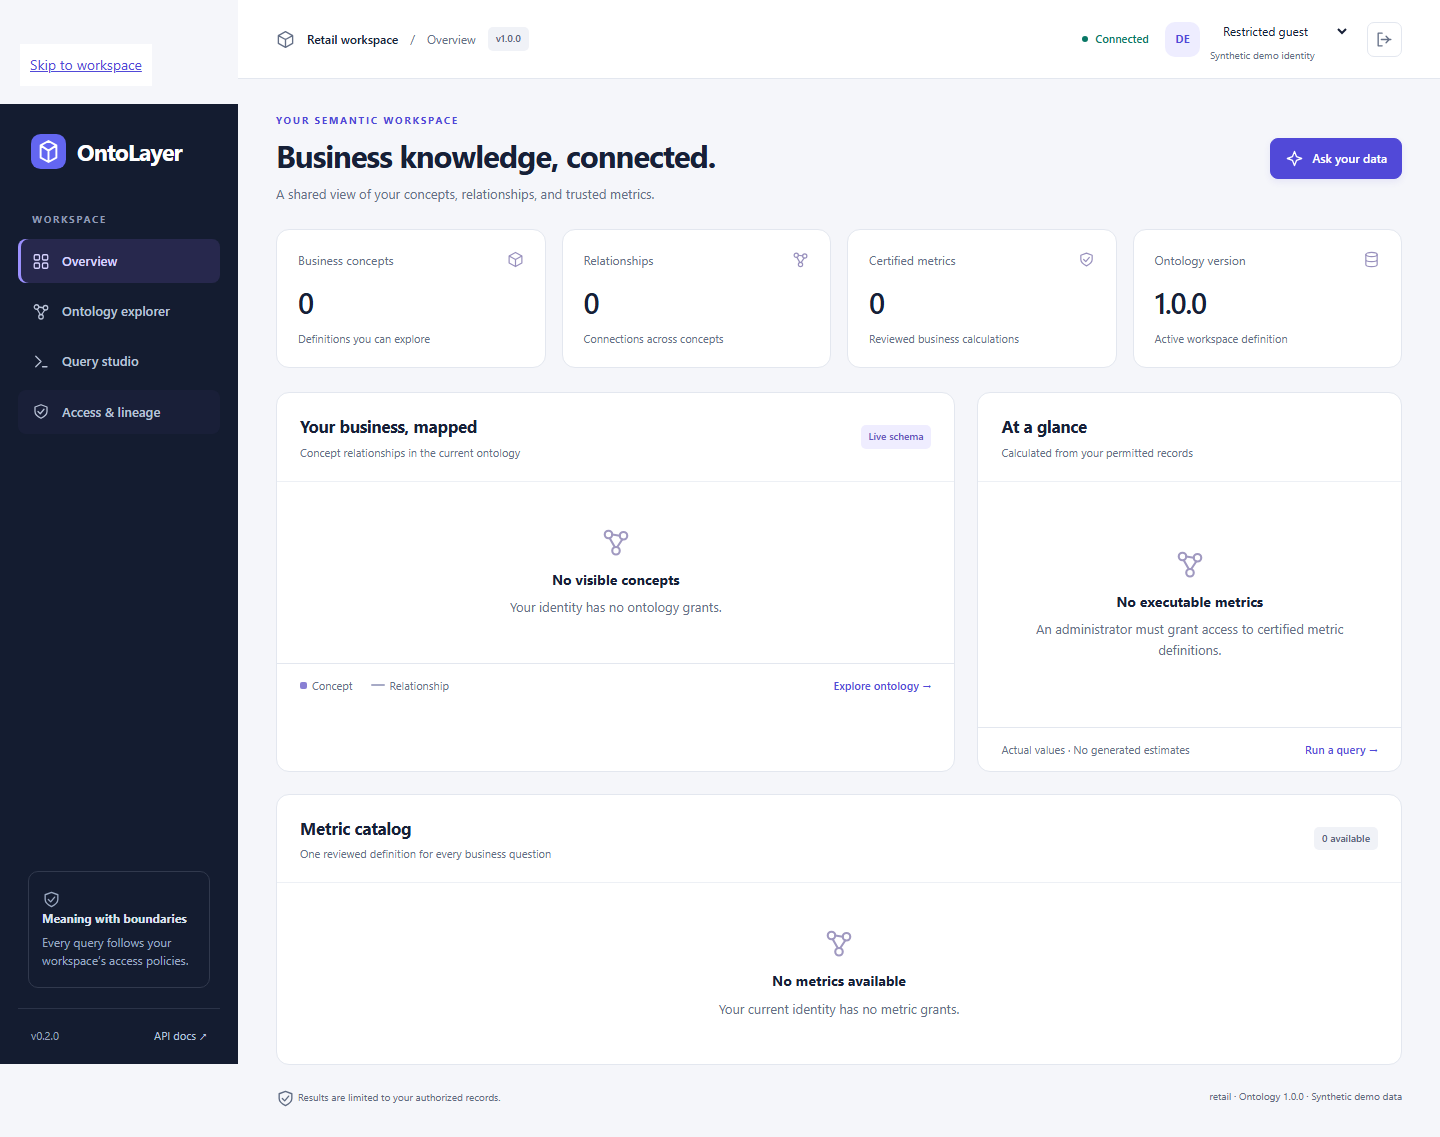 Skip to workspace
OntoLayer
WORKSPACE
Overview
Ontology explorer
Query studio
Access & lineage
Meaning with boundaries
Every query follows your
workspace's access policies.
v0.2.0
API docs ↗
Retail workspace / Overview v1.0.0
Connected
DE
Restricted guest
Synthetic demo identity
YOUR SEMANTIC WORKSPACE
Business knowledge, connected.
A shared view of your concepts, relationships, and trusted metrics.
Ask your data
Business concepts
0
Definitions you can explore
Relationships
0
Connections across concepts
Certified metrics
0
Reviewed business calculations
Ontology version
1.0.0
Active workspace definition
Your business, mapped
Concept relationships in the current ontology
Live schema
No visible concepts
Your identity has no ontology grants.
Concept
Relationship
Explore ontology →
At a glance
Calculated from your permitted records
No executable metrics
An administrator must grant access to certified metric
definitions.
Actual values · No generated estimates
Run a query →
Metric catalog
One reviewed definition for every business question
0 available
No metrics available
Your current identity has no metric grants.
Results are limited to your authorized records.
retail · Ontology 1.0.0 · Synthetic demo data